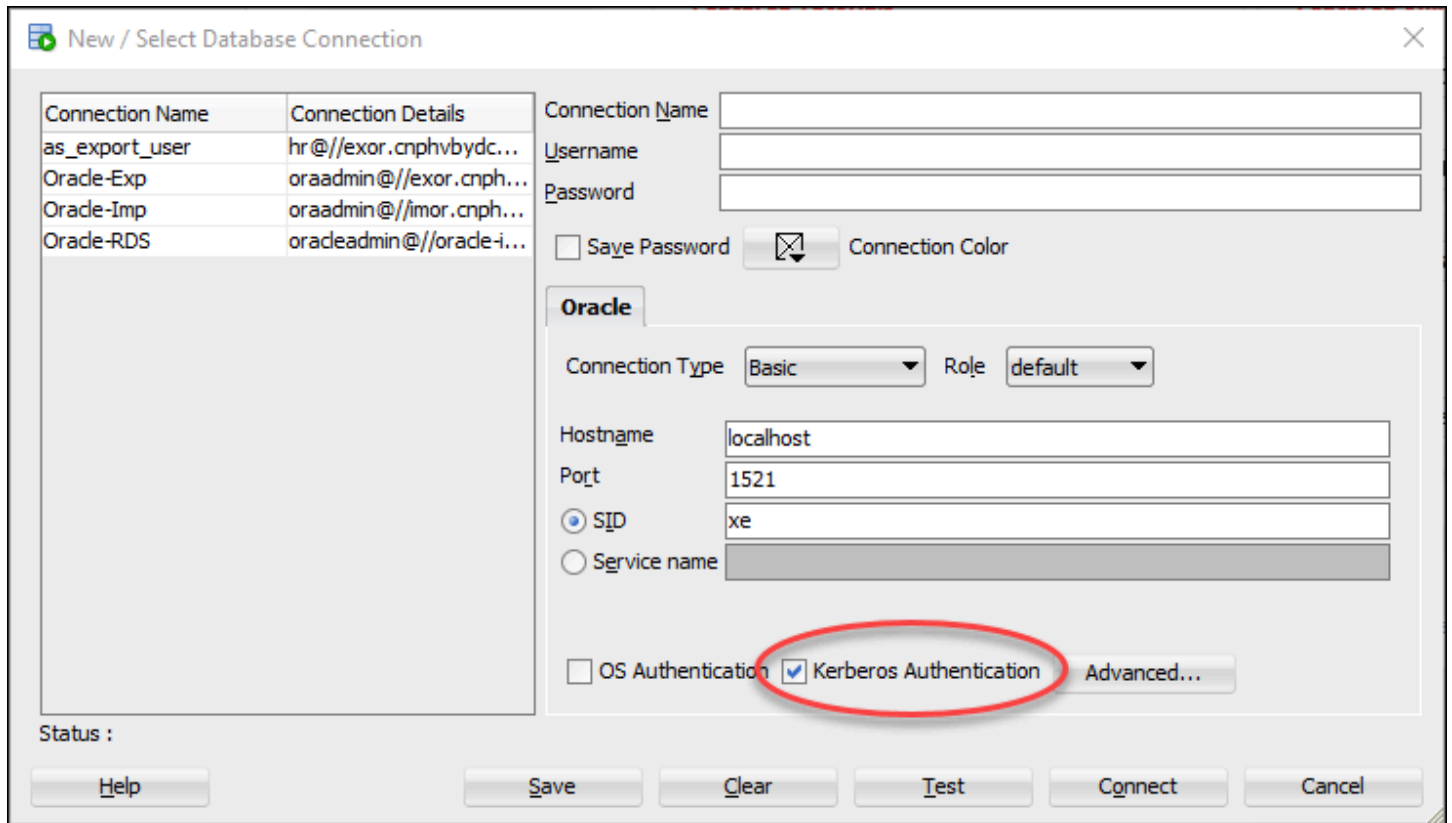 New / Select Database Connection
Connection Name Connection Details
as_export_user hr@//exor.cnphvbydc...
Oracle-Exp oraadmin@//exor.cnph...
Oracle-Imp oraadmin@//imor.cnph...
Oracle-RDS oracleadmin@//oracle-i...
Connection Name
Username
Password
Save Password Connection Color
Oracle
Connection Type Basic Role default
Hostname localhost
Port 1521
SID xe
Service name
OS Authentication Kerberos Authentication Advanced...
Status :
Help Save Clear Test Connect Cancel